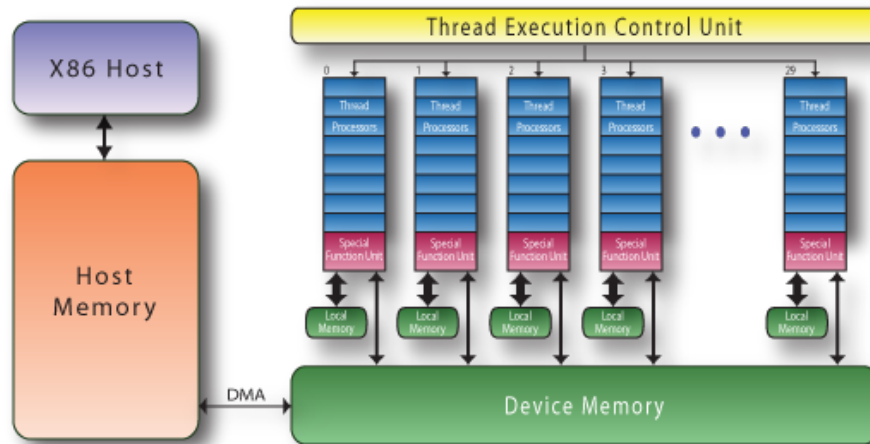 Thread Execution Control Unit
X86 Host
0
1
2
3
29
Thread
Processors
Thread
Processors
Thread
Processors
Thread
Processors
Thread
Processors
Special
Function Unit
Special
Function Unit
Special
Function Unit
Special
Function Unit
Special
Function Unit
Host
Memory
Local
Memory
Local
Memory
Local
Memory
Local
Memory
Local
Memory
DMA
Device Memory